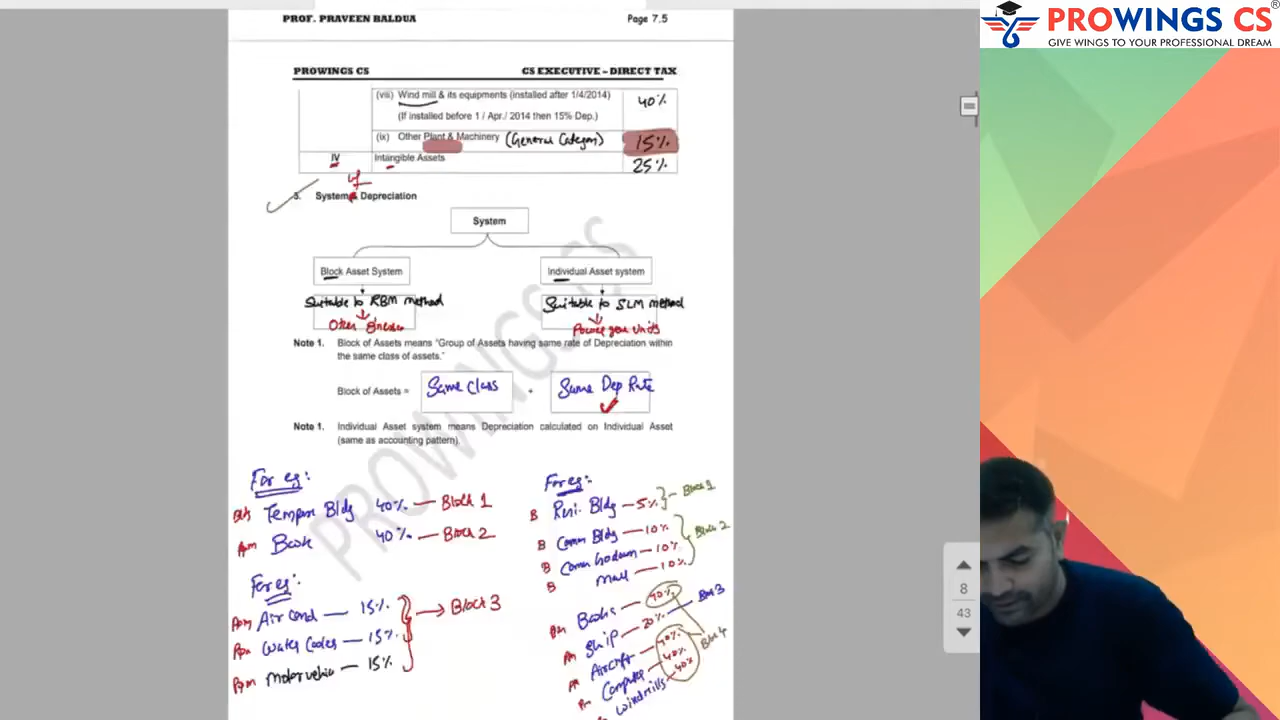 PROF. PRAVEEN BALDUA Page 7.5
PROWINGS CS®
GIVE WINGS TO YOUR PROFESSIONAL DREAM
PROWINGS CS CS EXECUTIVE – DIRECT TAX
(viii) Wind mill & its equipments (installed after 1/4/2014) 40%
(If installed before 1 / Apr./ 2014 then 15% Dep.)
(ix) Other Plant & Machinery (General Category) 15%
IV Intangible Assets 25%
System of Depreciation
System
Block Asset System Individual Asset system
Suitable to RBM method Suitable to SLM method
Other Power gen Units
Note 1. Block of Assets means "Group of Assets having same rate of Depreciation within
the same class of assets."
Block of Assets = Same Class + Same Dep Rate
Note 1. Individual Asset system means Depreciation calculated on Individual Asset
(same as accounting pattern).
For eg:
Bldg 40% — Block 1
Book 40% — Block 2
For eg:
Air cond — 15%
Water Cooler — 15%
Motor vehic — 15%
Block 3
For eg:
B Resi. Bldg — 5% Block 1
B Comm Bldg — 10%
B Comm Godown — 10% Block 2
B Mall — 10%
Books — 40%
Ship — 20%
Aircraft — 40% Block 4
Computer 40%
Windmills 40%
PROWINGS CS
8
43